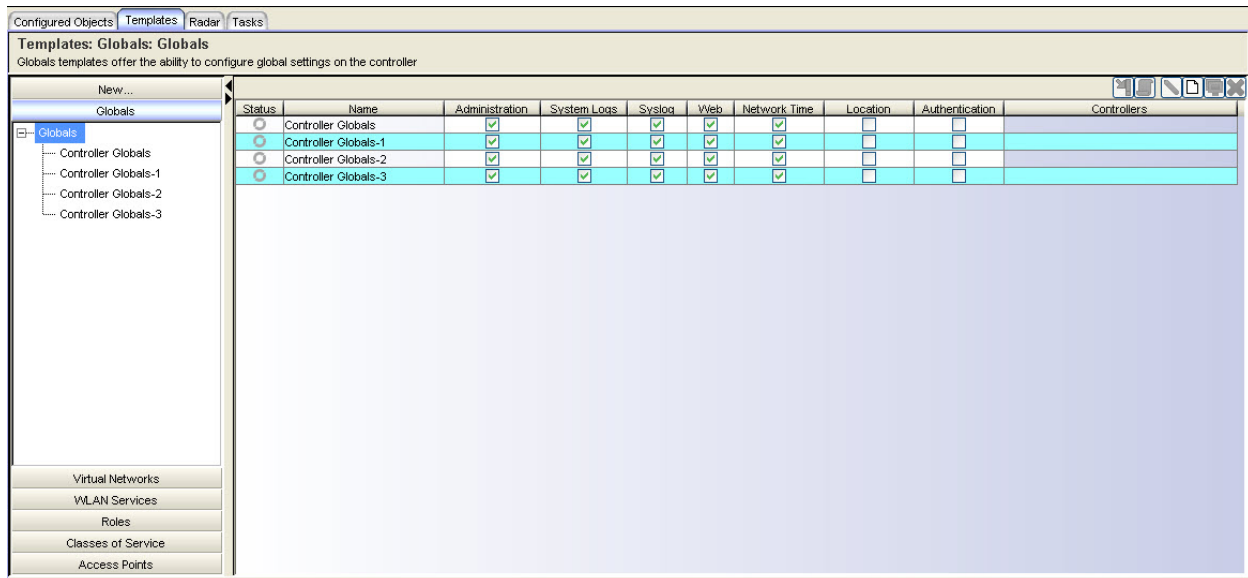 Configured Objects Templates Radar Tasks
Templates: Globals: Globals
Globals templates offer the ability to configure global settings on the controller
New...
Globals
Globals
Controller Globals
Controller Globals-1
Controller Globals-2
Controller Globals-3
Virtual Networks
WLAN Services
Roles
Classes of Service
Access Points
Status Name Administration System Logs Syslog Web Network Time Location Authentication Controllers
Controller Globals
Controller Globals-1
Controller Globals-2
Controller Globals-3